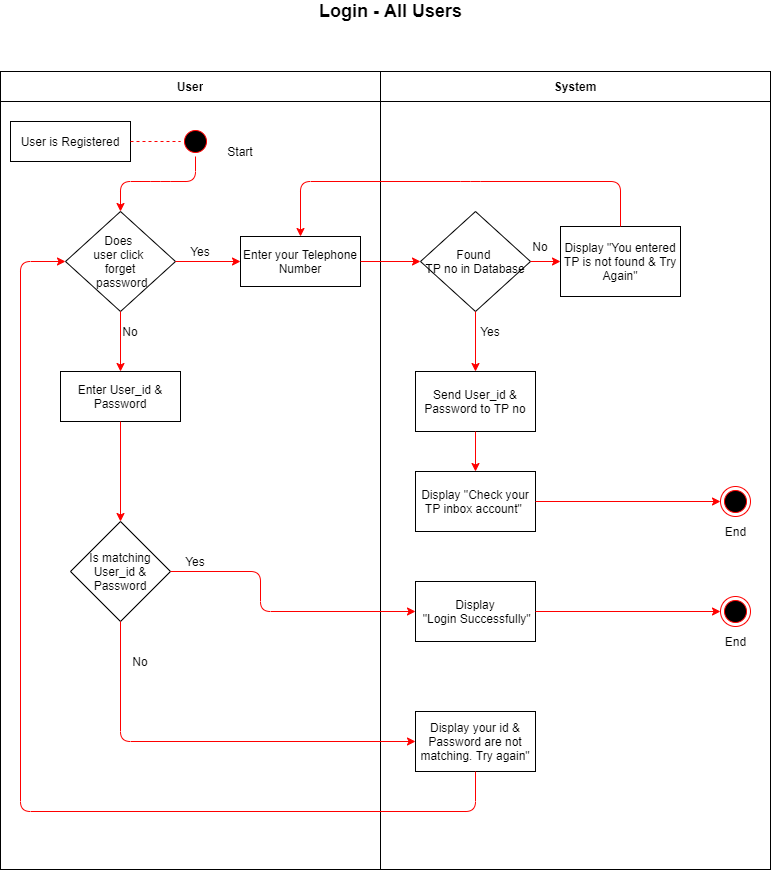 Login - All Users
User
System
User is Registered
Start
Does
user click
forget
password
Yes
Enter your Telephone
Number
Found
TP no in Database
No
Display "You entered
TP is not found & Try
Again"
No
Yes
Enter User_id &
Password
Send User_id &
Password to TP no
Display "Check your
TP inbox account"
End
Is matching
User_id &
Password
Yes
Display
"Login Successfully"
End
No
Display your id &
Password are not
matching. Try again"